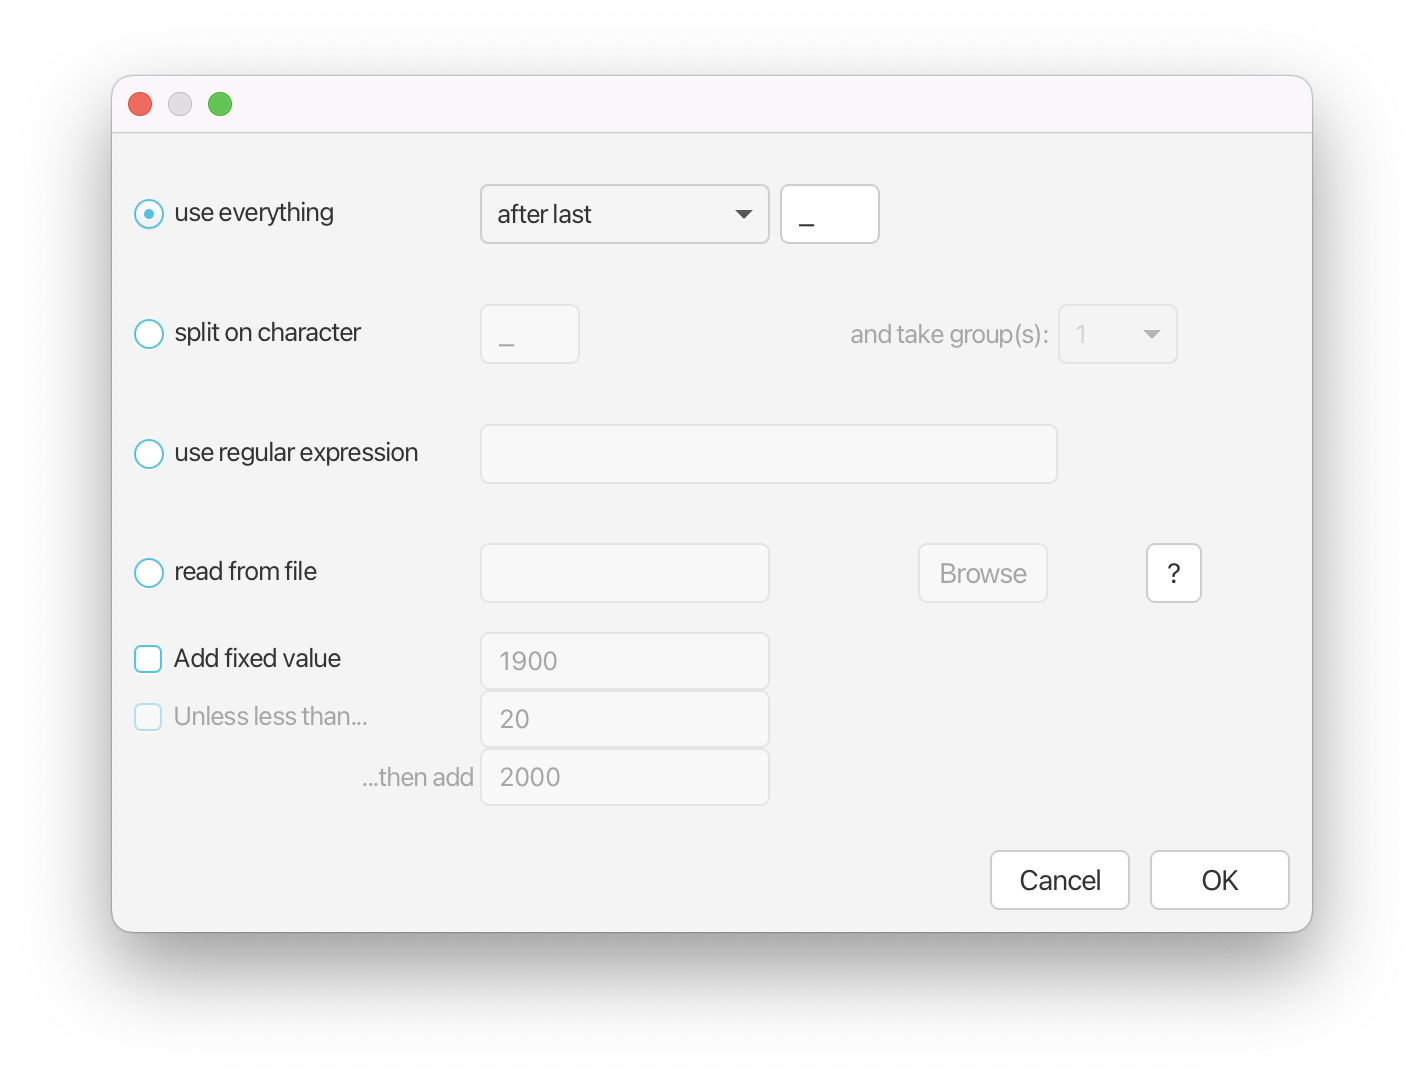 use everything after last _
split on character _ and take group(s): 1
use regular expression
read from file Browse ?
Add fixed value 1900
Unless less than... 20
...then add 2000
Cancel OK